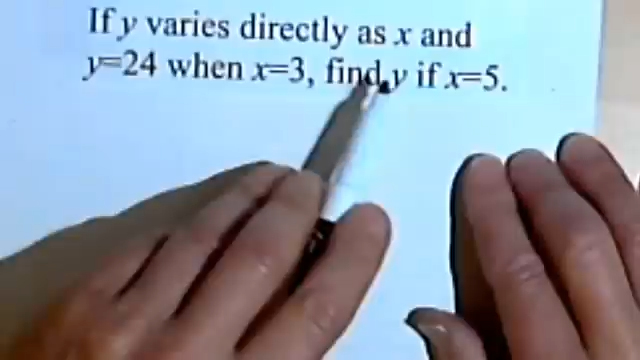 If y varies directly as x and
y=24 when x=3, find y if x=5.